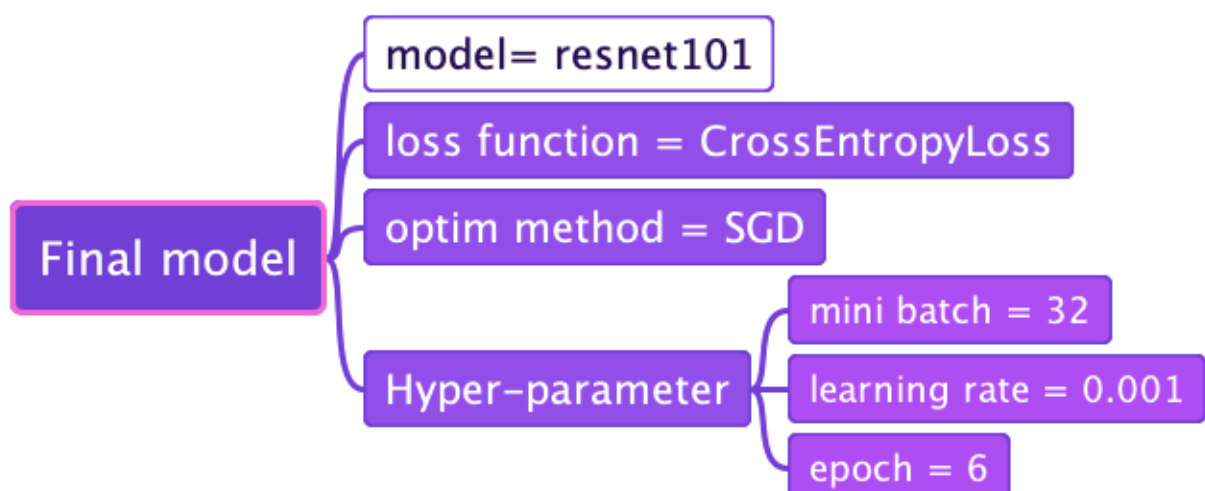 model= resnet101
loss function = CrossEntropyLoss
optim method = SGD
Final model
Hyper-parameter
mini batch = 32
learning rate = 0.001
epoch = 6